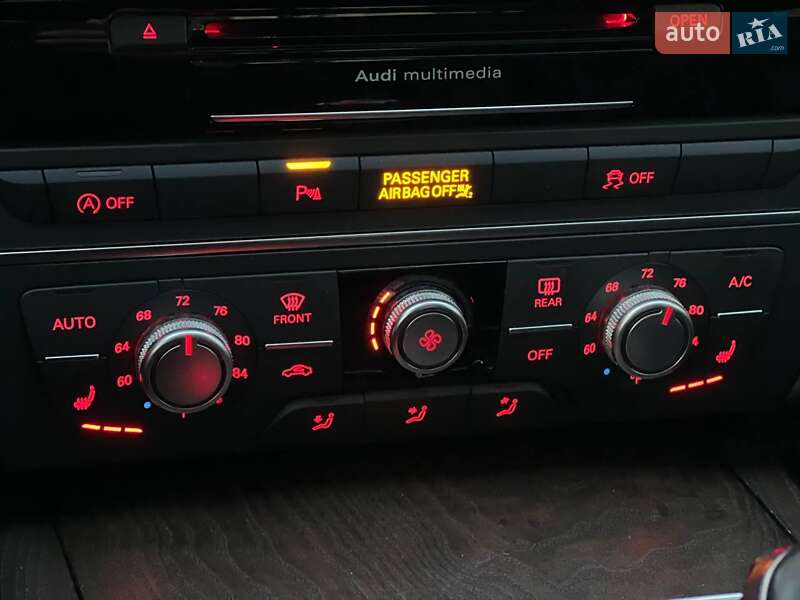 OPEN
auto RIA
.com
Audi multimedia
OFF
P
PASSENGER
AIRBAG OFF
OFF
AUTO
60 64 68 72 76 80 84
FRONT
REAR
OFF
60 64 68 72 76 80 4
A/C